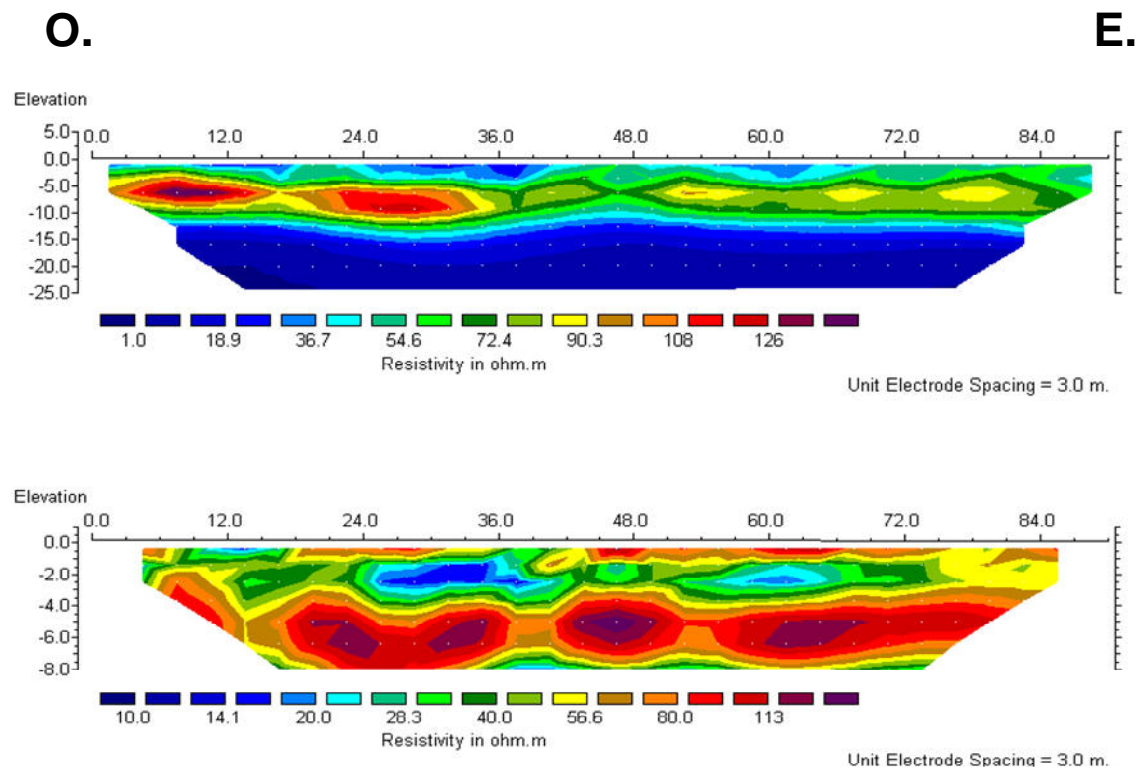 O. E.
Elevation
5.0 0.0 12.0 24.0 36.0 48.0 60.0 72.0 84.0
0.0
-5.0
-10.0
-15.0
-20.0
-25.0
1.0 18.9 36.7 54.6 72.4 90.3 108 126
Resistivity in ohm.m
Unit Electrode Spacing = 3.0 m.
Elevation
0.0 12.0 24.0 36.0 48.0 60.0 72.0 84.0
0.0
-2.0
-4.0
-6.0
-8.0
10.0 14.1 20.0 28.3 40.0 56.6 80.0 113
Resistivity in ohm.m
Unit Electrode Spacing = 3.0 m.